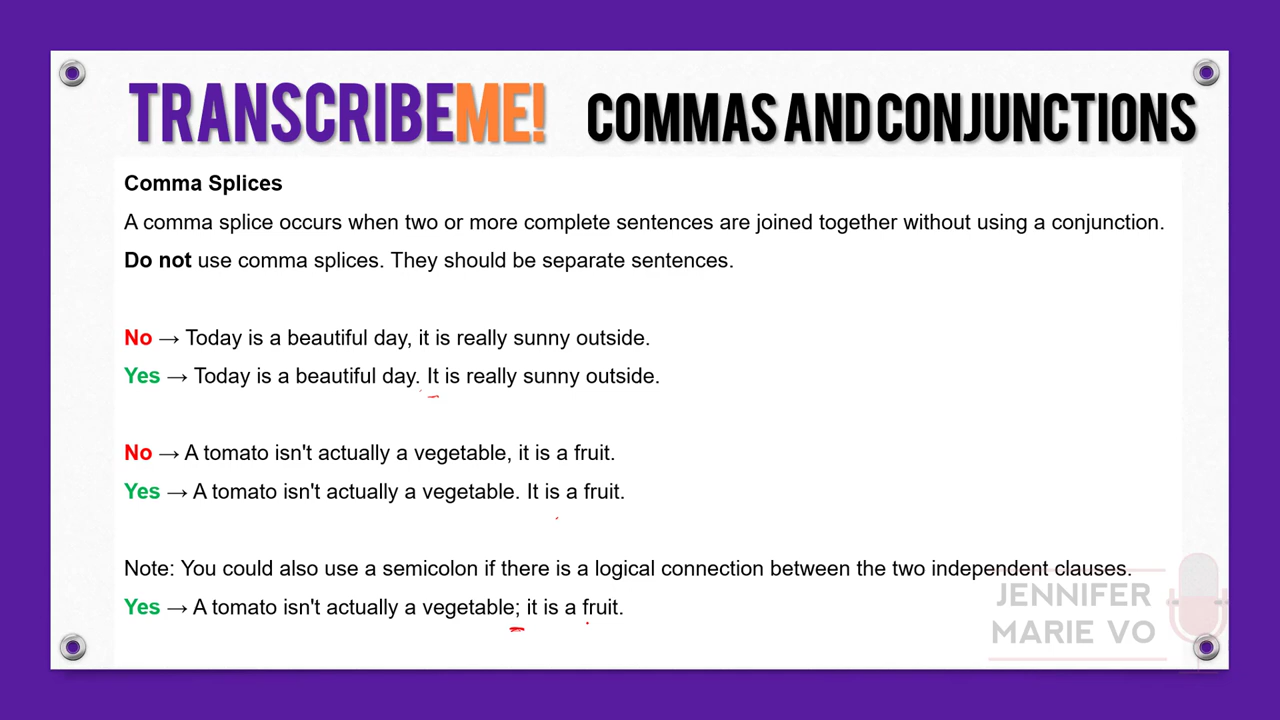 TRANSCRIBEME! COMMAS AND CONJUNCTIONS
Comma Splices
A comma splice occurs when two or more complete sentences are joined together without using a conjunction.
Do not use comma splices. They should be separate sentences.
No → Today is a beautiful day, it is really sunny outside.
Yes → Today is a beautiful day. It is really sunny outside.
No → A tomato isn't actually a vegetable, it is a fruit.
Yes → A tomato isn't actually a vegetable. It is a fruit.
Note: You could also use a semicolon if there is a logical connection between the two independent clauses.
Yes → A tomato isn't actually a vegetable; it is a fruit.
JENNIFER
MARIE VO